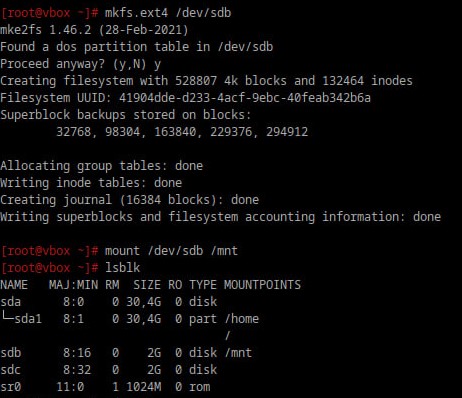 [root@vbox ~]# mkfs.ext4 /dev/sdb
mke2fs 1.46.2 (28-Feb-2021)
Found a dos partition table in /dev/sdb
Proceed anyway? (y,N) y
Creating filesystem with 528807 4k blocks and 132464 inodes
Filesystem UUID: 41904dde-d233-4acf-9ebc-40feab342b6a
Superblock backups stored on blocks:
        32768, 98304, 163840, 229376, 294912

Allocating group tables: done
Writing inode tables: done
Creating journal (16384 blocks): done
Writing superblocks and filesystem accounting information: done

[root@vbox ~]# mount /dev/sdb /mnt
[root@vbox ~]# lsblk
NAME   MAJ:MIN RM  SIZE RO TYPE MOUNTPOINTS
sda      8:0    0 30,4G  0 disk
└─sda1   8:1    0 30,4G  0 part /home
                                /
sdb      8:16   0    2G  0 disk /mnt
sdc      8:32   0    2G  0 disk
sr0     11:0    1 1024M  0 rom